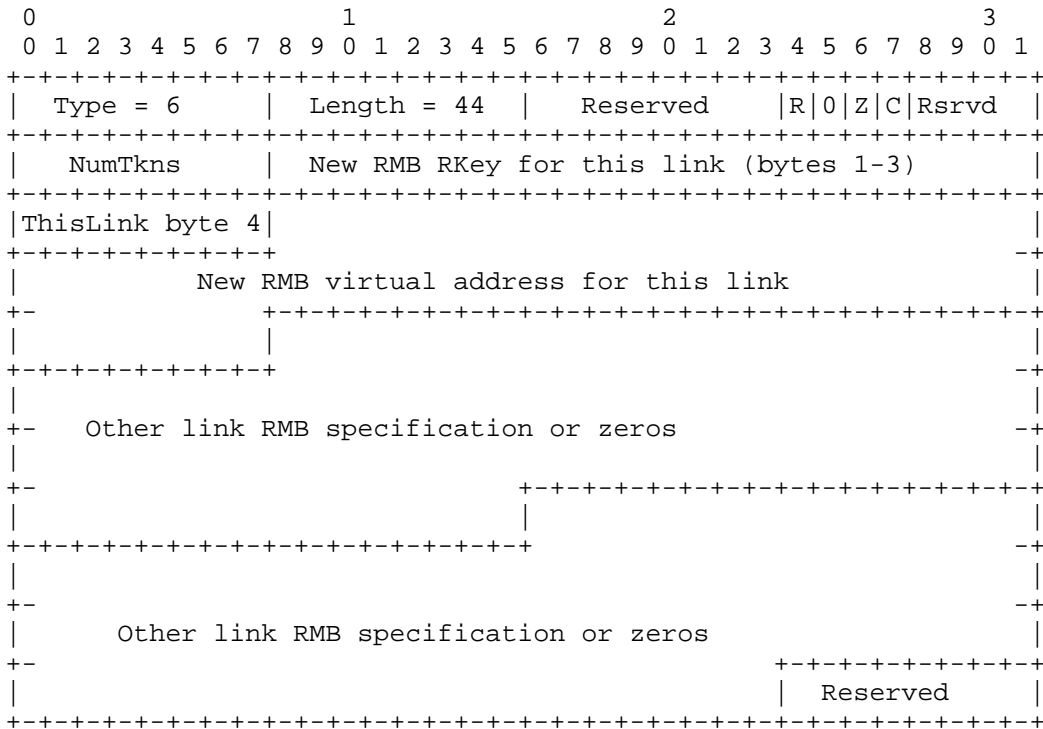 0 1 2 3
0 1 2 3 4 5 6 7 8 9 0 1 2 3 4 5 6 7 8 9 0 1 2 3 4 5 6 7 8 9 0 1
+-+-+-+-+-+-+-+-+-+-+-+-+-+-+-+-+-+-+-+-+-+-+-+-+-+-+-+-+-+-+-+-+
| Type = 6 | Length = 44 | Reserved |R|0|Z|C|Rsrvd |
+-+-+-+-+-+-+-+-+-+-+-+-+-+-+-+-+-+-+-+-+-+-+-+-+-+-+-+-+-+-+-+-+
| NumTkns | New RMB RKey for this link (bytes 1-3) |
+-+-+-+-+-+-+-+-+-+-+-+-+-+-+-+-+-+-+-+-+-+-+-+-+-+-+-+-+-+-+-+-+
|ThisLink byte 4| |
+-+-+-+-+-+-+-+-+ -+
| New RMB virtual address for this link |
+- +-+-+-+-+-+-+-+-+-+-+-+-+-+-+-+-+-+-+-+-+-+-+-+-+
| | |
+-+-+-+-+-+-+-+-+ -+
| |
+- Other link RMB specification or zeros -+
| |
+- +-+-+-+-+-+-+-+-+-+-+-+-+-+-+-+-+
| | |
+-+-+-+-+-+-+-+-+-+-+-+-+-+-+-+-+ -+
| |
+- -+
| Other link RMB specification or zeros |
+- +-+-+-+-+-+-+-+-+
| | Reserved |
+-+-+-+-+-+-+-+-+-+-+-+-+-+-+-+-+-+-+-+-+-+-+-+-+-+-+-+-+-+-+-+-+